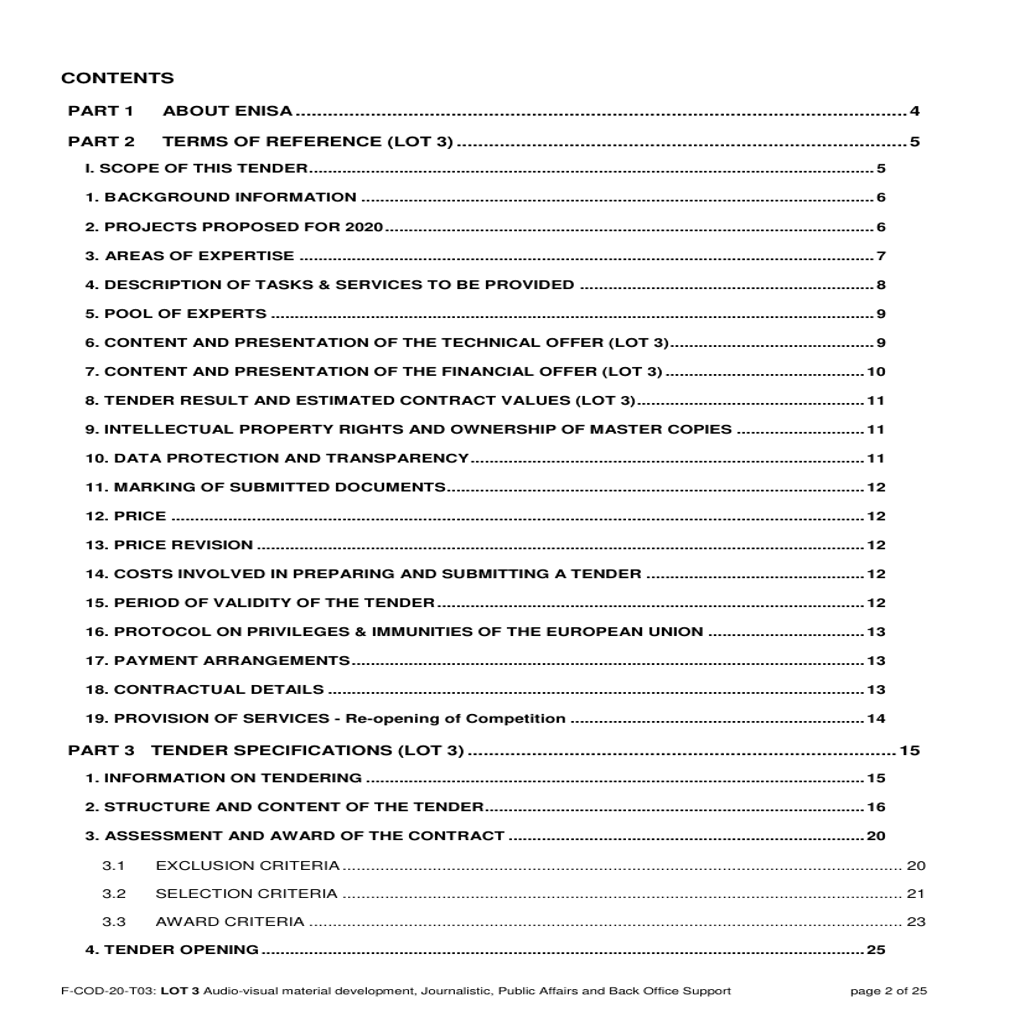 CONTENTS
PART 1 ABOUT ENISA 4
PART 2 TERMS OF REFERENCE (LOT 3) 5
I. SCOPE OF THIS TENDER 5
1. BACKGROUND INFORMATION 6
2. PROJECTS PROPOSED FOR 2020 6
3. AREAS OF EXPERTISE 7
4. DESCRIPTION OF TASKS & SERVICES TO BE PROVIDED 8
5. POOL OF EXPERTS 9
6. CONTENT AND PRESENTATION OF THE TECHNICAL OFFER (LOT 3) 9
7. CONTENT AND PRESENTATION OF THE FINANCIAL OFFER (LOT 3) 10
8. TENDER RESULT AND ESTIMATED CONTRACT VALUES (LOT 3) 11
9. INTELLECTUAL PROPERTY RIGHTS AND OWNERSHIP OF MASTER COPIES 11
10. DATA PROTECTION AND TRANSPARENCY 11
11. MARKING OF SUBMITTED DOCUMENTS 12
12. PRICE 12
13. PRICE REVISION 12
14. COSTS INVOLVED IN PREPARING AND SUBMITTING A TENDER 12
15. PERIOD OF VALIDITY OF THE TENDER 12
16. PROTOCOL ON PRIVILEGES & IMMUNITIES OF THE EUROPEAN UNION 13
17. PAYMENT ARRANGEMENTS 13
18. CONTRACTUAL DETAILS 13
19. PROVISION OF SERVICES - Re-opening of Competition 14
PART 3 TENDER SPECIFICATIONS (LOT 3) 15
1. INFORMATION ON TENDERING 15
2. STRUCTURE AND CONTENT OF THE TENDER 16
3. ASSESSMENT AND AWARD OF THE CONTRACT 20
3.1 EXCLUSION CRITERIA 20
3.2 SELECTION CRITERIA 21
3.3 AWARD CRITERIA 23
4. TENDER OPENING 25
F-COD-20-T03: LOT 3 Audio-visual material development, Journalistic, Public Affairs and Back Office Support page 2 of 25